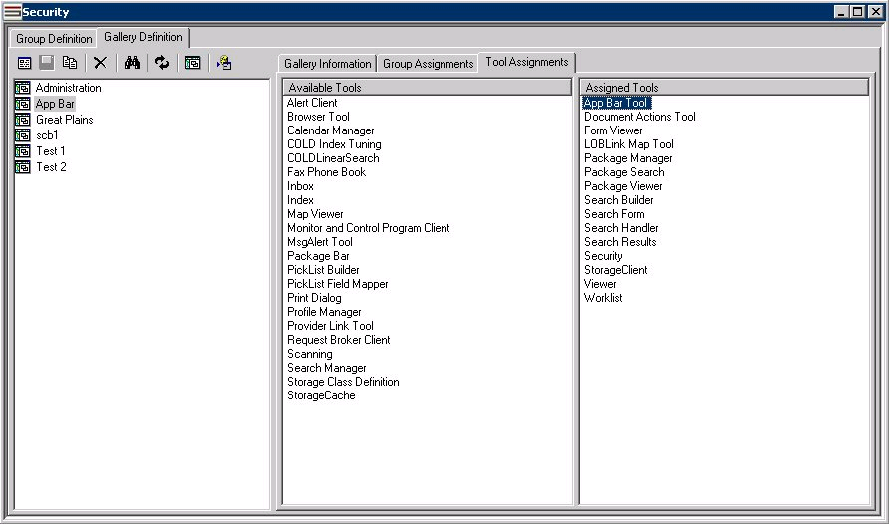 Security
Group Definition
Gallery Definition
Gallery Information
Group Assignments
Tool Assignments
Administration
App Bar
Great Plains
scb1
Test 1
Test 2
Available Tools
Alert Client
Browser Tool
Calendar Manager
COLD Index Tuning
COLDLinearSearch
Fax Phone Book
Inbox
Index
Map Viewer
Monitor and Control Program Client
MsgAlert Tool
Package Bar
PickList Builder
PickList Field Mapper
Print Dialog
Profile Manager
Provider Link Tool
Request Broker Client
Scanning
Search Manager
Storage Class Definition
StorageCache
Assigned Tools
App Bar Tool
Document Actions Tool
Form Viewer
LOBLink Map Tool
Package Manager
Package Search
Package Viewer
Search Builder
Search Form
Search Handler
Search Results
Security
StorageClient
Viewer
Worklist